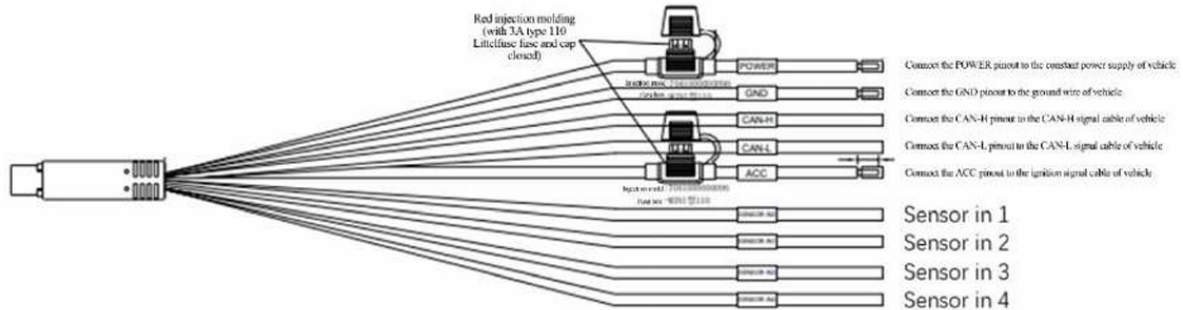 Red injection molding
(with 3A type 110
Littelfuse fuse and cap
closed)
POWER
Connect the POWER pinout to the constant power supply of vehicle
Injection mold
GND
Connect the GND pinout to the ground wire of vehicle
CAN-H
Connect the CAN-H pinout to the CAN-H signal cable of vehicle
CAN-L
Connect the CAN-L pinout to the CAN-L signal cable of vehicle
ACC
Connect the ACC pinout to the ignition signal cable of vehicle
Injection mold
Sensor in 1
Sensor in 2
Sensor in 3
Sensor in 4